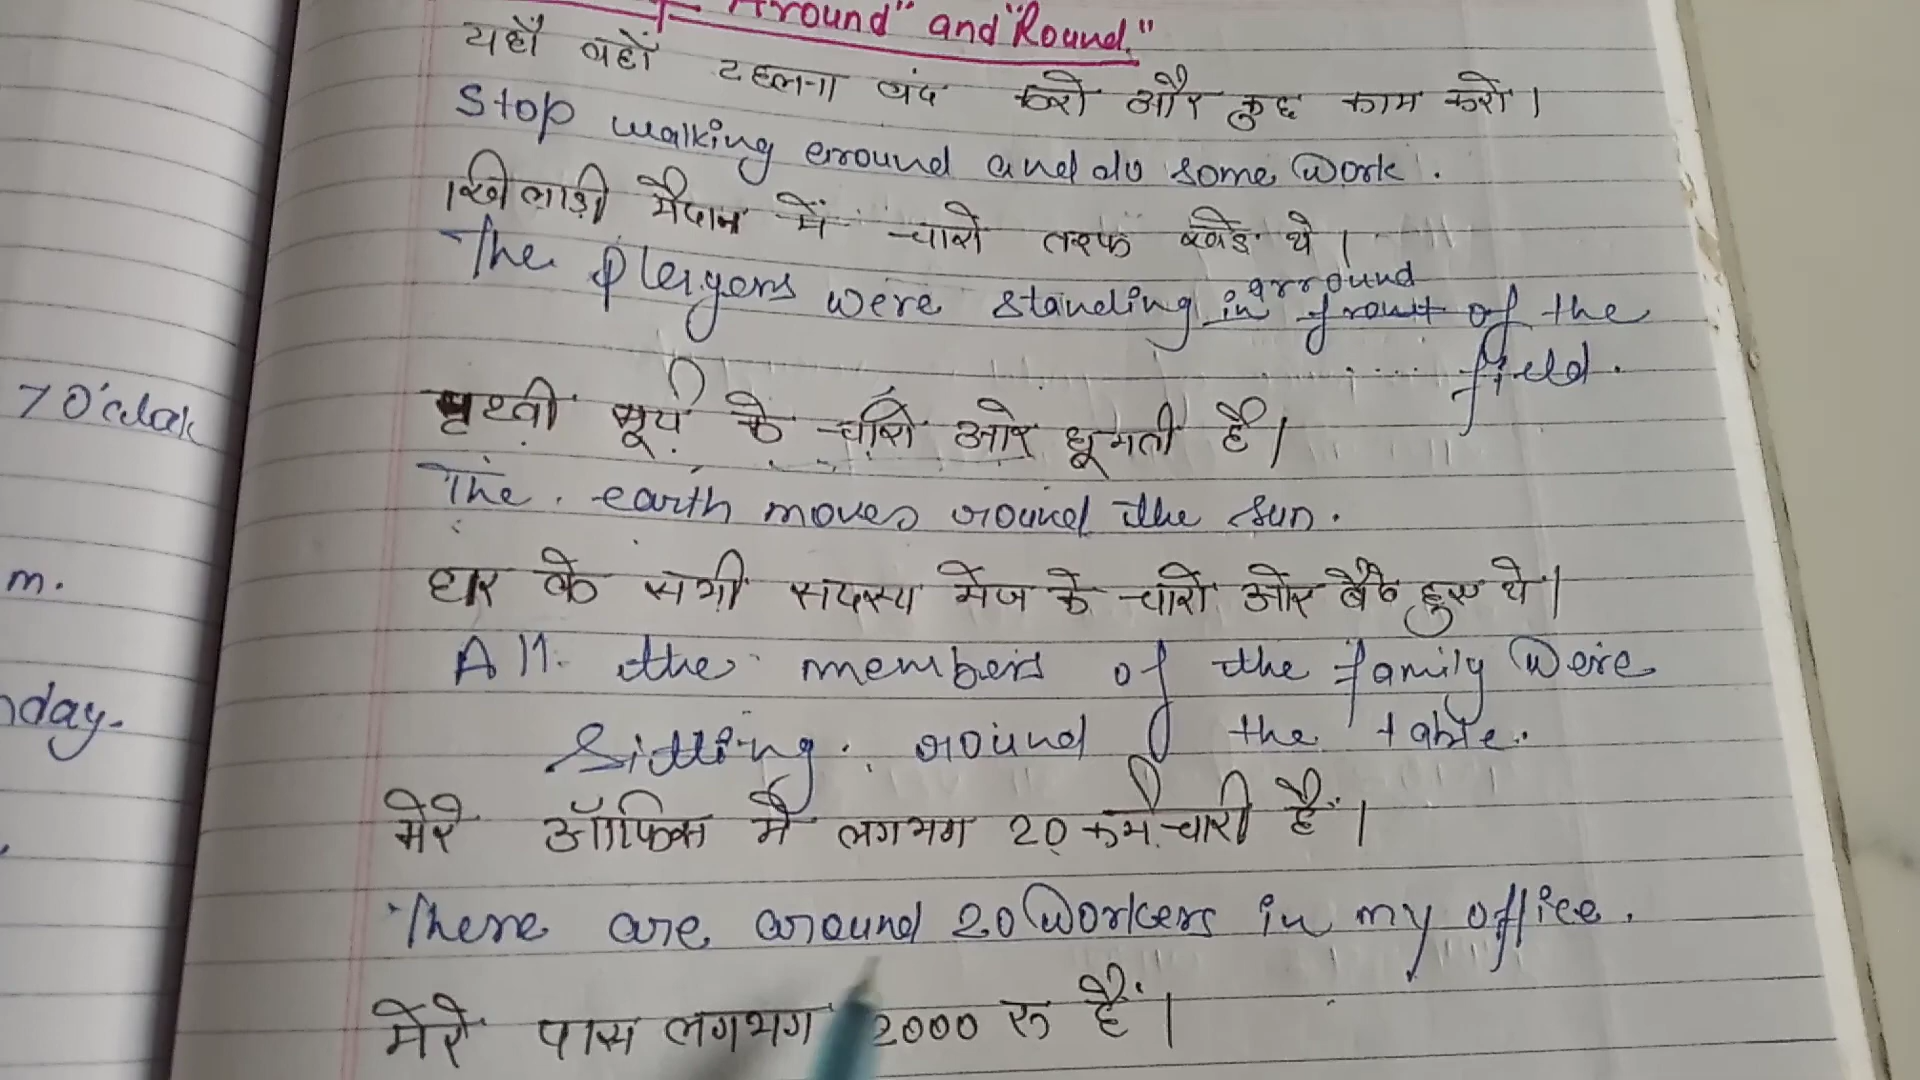 Around" and "Round"
यहाँ वहाँ टहलना बंद करो और कुछ काम करो।
Stop walking around and do some work.
खिलाड़ी मैदान में चारो तरफ खड़े थे।
The players were standing in front of the
arround
field.
7 O'clock
पृथ्वी सूर्य के चारो ओर घूमती है।
The earth moves round the sun.
m.
घर के सभी सदस्य मेज के चारो ओर बैठे हुए थे।
All the members of the family were
day.
sitting round the table.
मेरे ऑफिस में लगभग 20 कर्मचारी हैं।
There are around 20 workers in my office.
मेरे पास लगभग 2000 रू हैं।